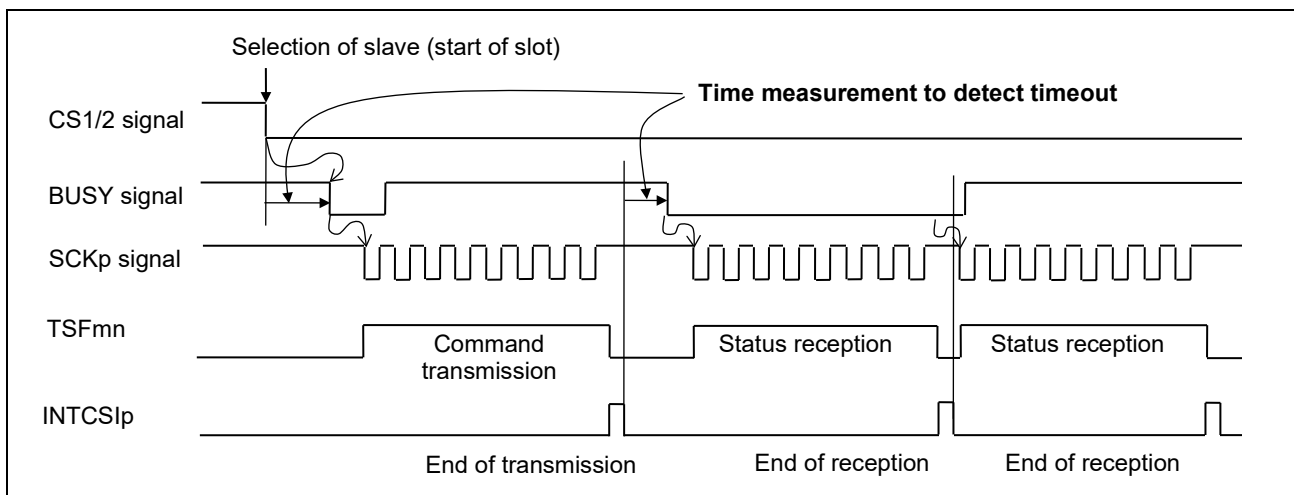 Selection of slave (start of slot)
Time measurement to detect timeout
CS1/2 signal
BUSY signal
SCKp signal
TSFmn
Command
transmission
Status reception
Status reception
INTCSIp
End of transmission
End of reception
End of reception